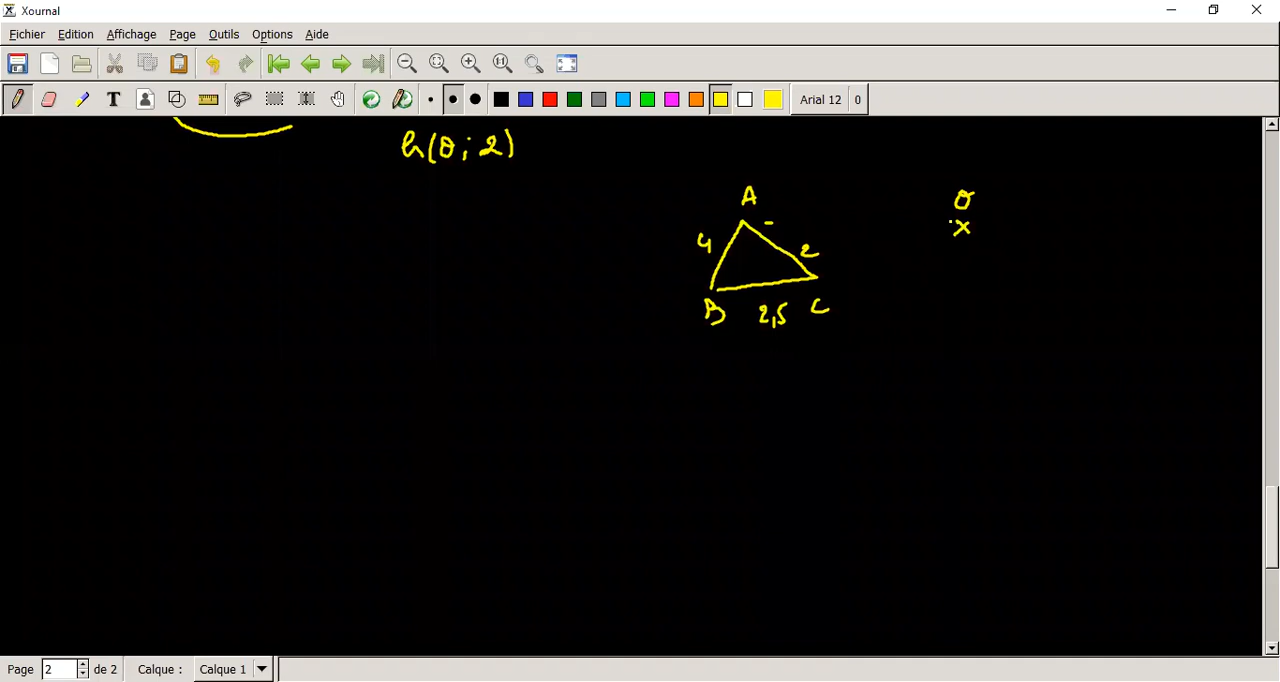 Xournal
Fichier Edition Affichage Page Outils Options Aide
T Arial 12 0
h(O; 2)
A
O
x
4
2
B
2,5
C
Page 2 de 2 Calque : Calque 1